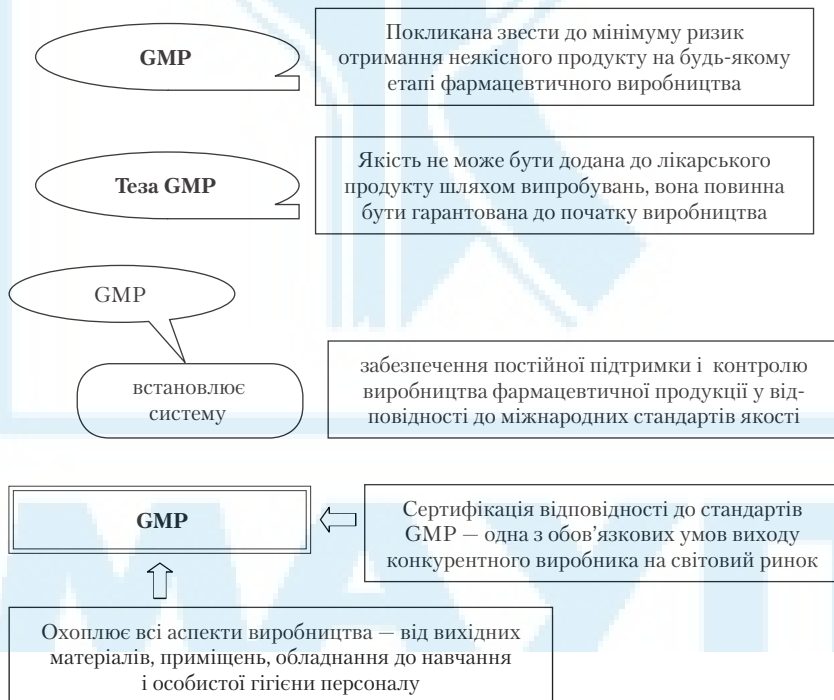 GMP
Покликана звести до мінімуму ризик
отримання неякісного продукту на будь-якому
етапі фармацевтичного виробництва
Теза GMP
Якість не може бути додана до лікарського
продукту шляхом випробувань, вона повинна
бути гарантована до початку виробництва
GMP
встановлює
систему
забезпечення постійної підтримки і контролю
виробництва фармацевтичної продукції у від-
повідності до міжнародних стандартів якості
GMP
Сертифікація відповідності до стандартів
GMP — одна з обов’язкових умов виходу
конкурентного виробника на світовий ринок
Охоплює всі аспекти виробництва — від вихідних
матеріалів, приміщень, обладнання до навчання
і особистої гігієни персоналу
МАУП